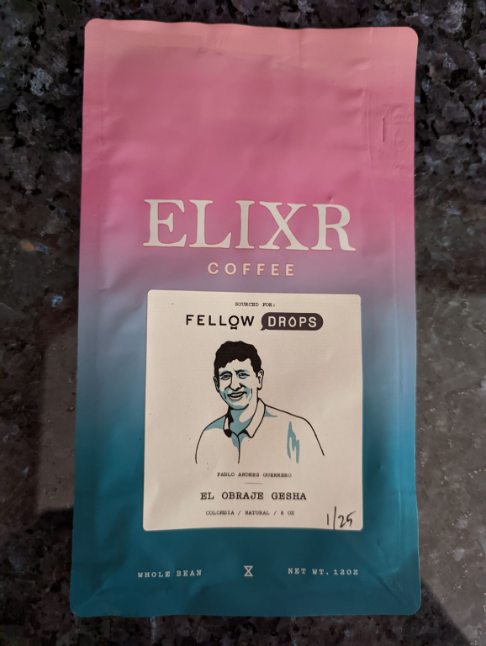 ELIXR
COFFEE
SOURCED FOR:
FELLOW DROPS
PABLO ANDRES GUERRERO
EL OBRAJE GESHA
COLOMBIA / NATURAL / 8 OZ
1/25
WHOLE BEAN
NET WT. 12OZ